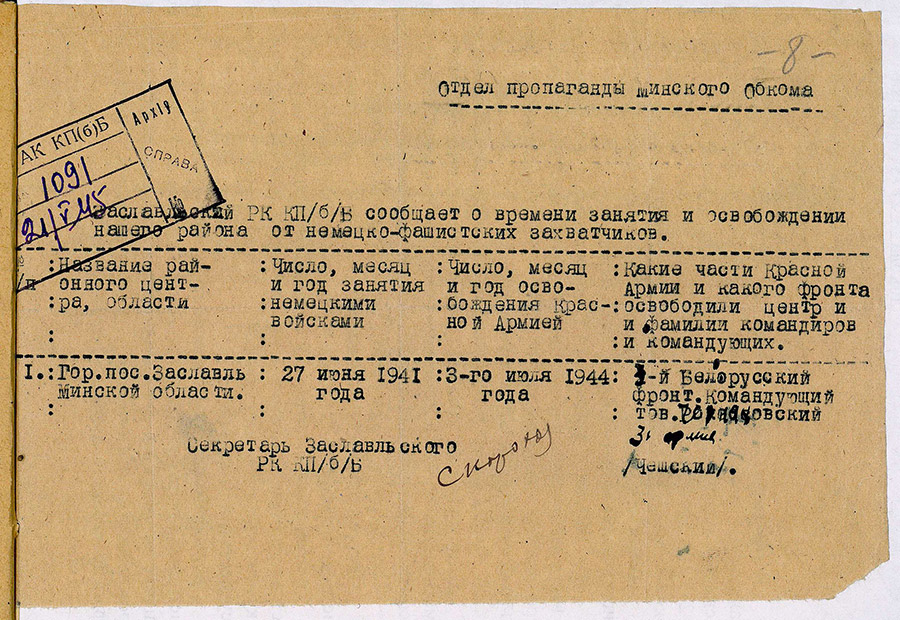 -8-
Отдел пропаганды Минского Обкома
АК КП(б)Б
Архіў
СПРАВА
№
1091
21/V 45
Заславльский РК КП/б/Б сообщает о времени занятия и освобождении
нашего района от немецко-фашистских захватчиков.
:Название рай- :Число, месяц :Число, месяц :Какие части Красной
онного цент- и год занятия и год осво- Армии и какого фронта
:ра, области :немецкими :бождения Крас- :освободили центр и
войсками ной Армией и фамилии командиров
: : : :и командующих.
I.:Гор.пос.Заславль : 27 июня 1941 :3-го июля 1944 : -й Белорусский
Минской области. года года фронт.Командующий
: : : тов.
31 армия
Секретарь Заславльского
РК КП/б/Б
/Чешский/.